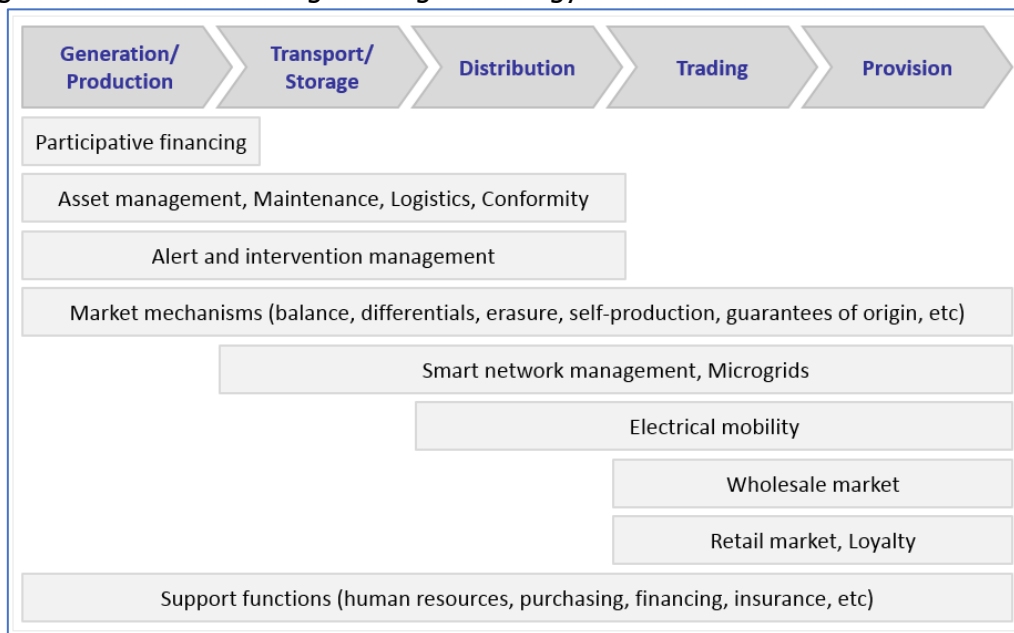 Generation/
Production
Transport/
Storage
Distribution
Trading
Provision
Participative financing
Asset management, Maintenance, Logistics, Conformity
Alert and intervention management
Market mechanisms (balance, differentials, erasure, self-production, guarantees of origin, etc)
Smart network management, Microgrids
Electrical mobility
Wholesale market
Retail market, Loyalty
Support functions (human resources, purchasing, financing, insurance, etc)